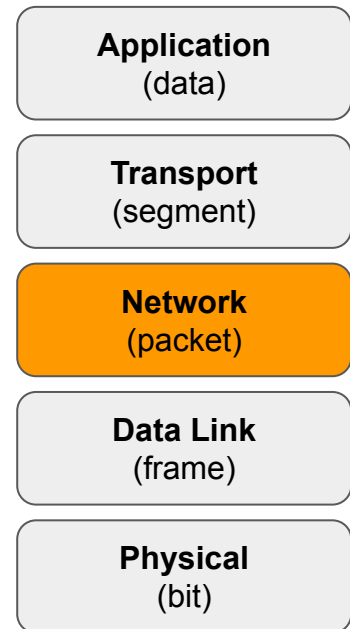 Application
(data)
Transport
(segment)
Network
(packet)
Data Link
(frame)
Physical
(bit)